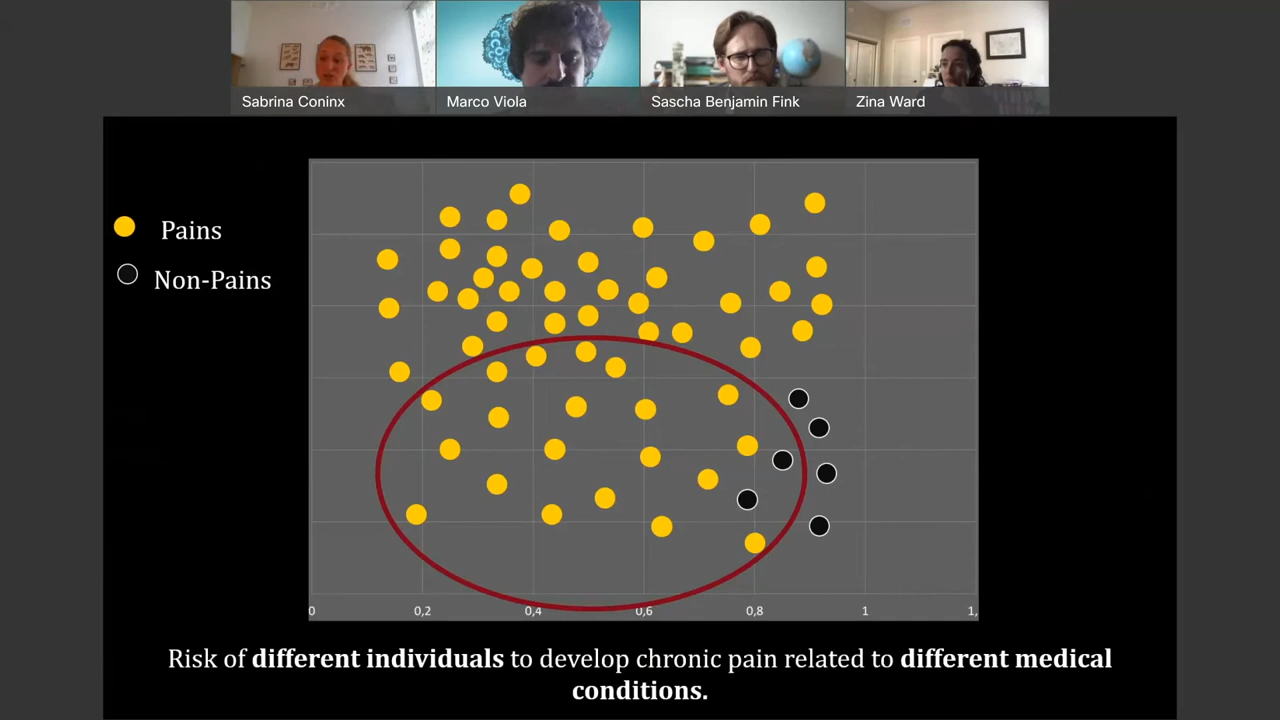 Sabrina Coninx
Marco Viola
Sascha Benjamin Fink
Zina Ward
Pains
Non-Pains
0 0,2 0,4 0,6 0,8 1 1,
Risk of different individuals to develop chronic pain related to different medical
conditions.